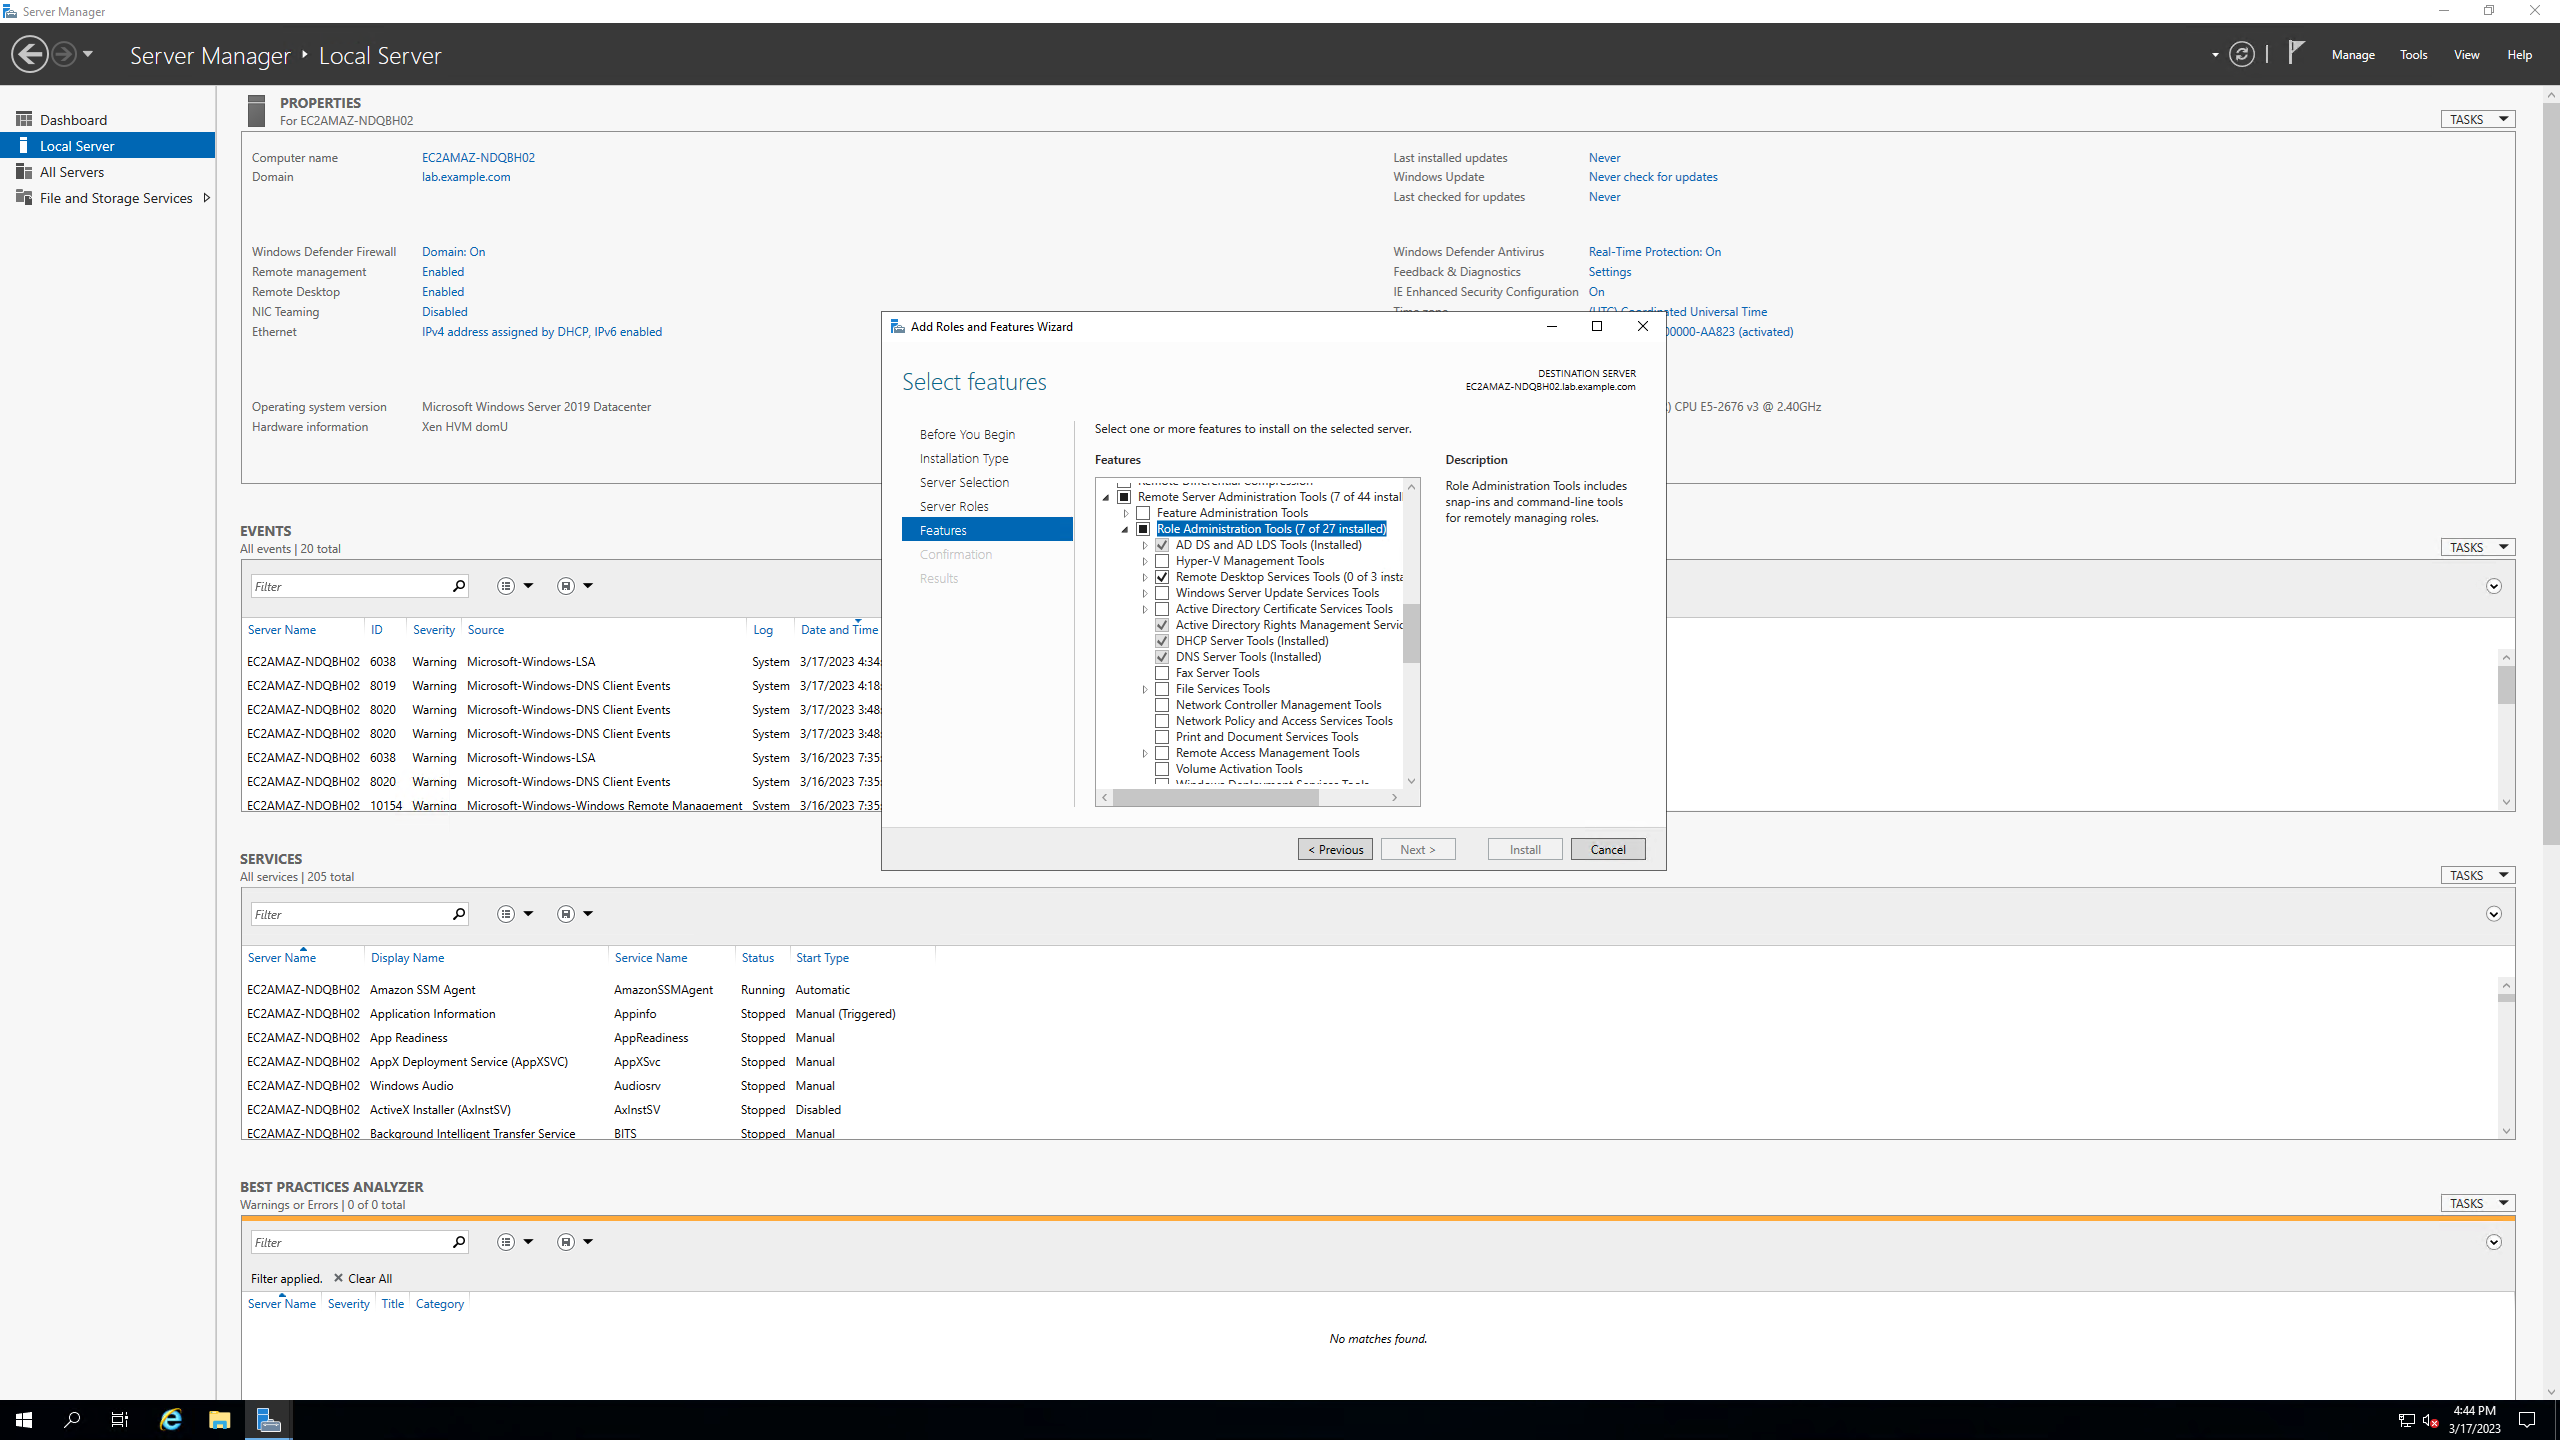 Server Manager
Server Manager ‣ Local Server
Manage Tools View Help
Dashboard
Local Server
All Servers
File and Storage Services
PROPERTIES
For EC2AMAZ-NDQBH02
TASKS
Computer name EC2AMAZ-NDQBH02
Domain lab.example.com
Last installed updates Never
Windows Update Never check for updates
Last checked for updates Never
Windows Defender Firewall Domain: On
Remote management Enabled
Remote Desktop Enabled
NIC Teaming Disabled
Ethernet IPv4 address assigned by DHCP, IPv6 enabled
Windows Defender Antivirus Real-Time Protection: On
Feedback & Diagnostics Settings
IE Enhanced Security Configuration On
Time zone (UTC) Coordinated Universal Time
00000-AA823 (activated)
Operating system version Microsoft Windows Server 2019 Datacenter
Hardware information Xen HVM domU
) CPU E5-2676 v3 @ 2.40GHz
Add Roles and Features Wizard
Select features
DESTINATION SERVER
EC2AMAZ-NDQBH02.lab.example.com
Before You Begin
Installation Type
Server Selection
Server Roles
Features
Confirmation
Results
Select one or more features to install on the selected server.
Features
Remote Differential Compression
Remote Server Administration Tools (7 of 44 install
Feature Administration Tools
Role Administration Tools (7 of 27 installed)
AD DS and AD LDS Tools (Installed)
Hyper-V Management Tools
Remote Desktop Services Tools (0 of 3 insta
Windows Server Update Services Tools
Active Directory Certificate Services Tools
Active Directory Rights Management Servic
DHCP Server Tools (Installed)
DNS Server Tools (Installed)
Fax Server Tools
File Services Tools
Network Controller Management Tools
Network Policy and Access Services Tools
Print and Document Services Tools
Remote Access Management Tools
Volume Activation Tools
Windows Deployment Services Tools
Description
Role Administration Tools includes
snap-ins and command-line tools
for remotely managing roles.
< Previous Next > Install Cancel
EVENTS
All events | 20 total
TASKS
Filter
Server Name ID Severity Source Log Date and Time
EC2AMAZ-NDQBH02 6038 Warning Microsoft-Windows-LSA System 3/17/2023 4:34:
EC2AMAZ-NDQBH02 8019 Warning Microsoft-Windows-DNS Client Events System 3/17/2023 4:18:
EC2AMAZ-NDQBH02 8020 Warning Microsoft-Windows-DNS Client Events System 3/17/2023 3:48:
EC2AMAZ-NDQBH02 8020 Warning Microsoft-Windows-DNS Client Events System 3/17/2023 3:48:
EC2AMAZ-NDQBH02 6038 Warning Microsoft-Windows-LSA System 3/16/2023 7:35:
EC2AMAZ-NDQBH02 8020 Warning Microsoft-Windows-DNS Client Events System 3/16/2023 7:35:
EC2AMAZ-NDQBH02 10154 Warning Microsoft-Windows-Windows Remote Management System 3/16/2023 7:35:
SERVICES
All services | 205 total
TASKS
Filter
Server Name Display Name Service Name Status Start Type
EC2AMAZ-NDQBH02 Amazon SSM Agent AmazonSSMAgent Running Automatic
EC2AMAZ-NDQBH02 Application Information Appinfo Stopped Manual (Triggered)
EC2AMAZ-NDQBH02 App Readiness AppReadiness Stopped Manual
EC2AMAZ-NDQBH02 AppX Deployment Service (AppXSVC) AppXSvc Stopped Manual
EC2AMAZ-NDQBH02 Windows Audio Audiosrv Stopped Manual
EC2AMAZ-NDQBH02 ActiveX Installer (AxInstSV) AxInstSV Stopped Disabled
EC2AMAZ-NDQBH02 Background Intelligent Transfer Service BITS Stopped Manual
BEST PRACTICES ANALYZER
Warnings or Errors | 0 of 0 total
TASKS
Filter
Filter applied. ✕ Clear All
Server Name Severity Title Category
No matches found.
4:44 PM
3/17/2023